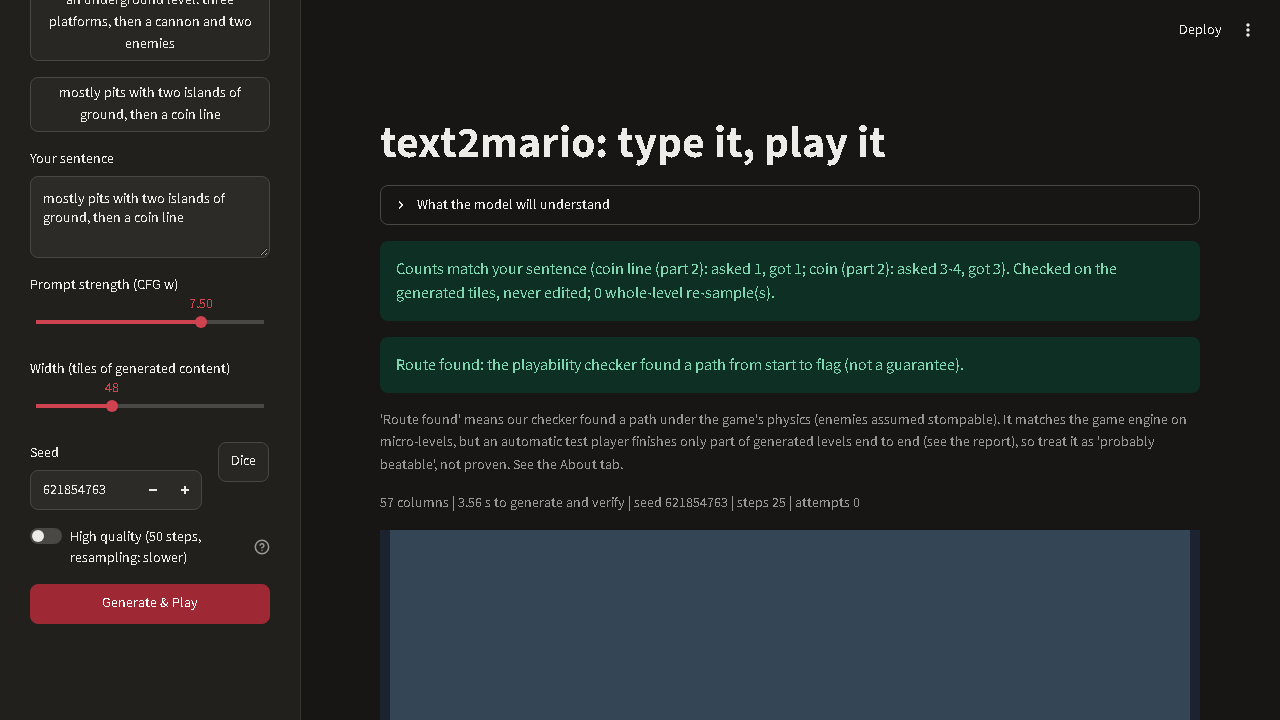 an underground level: three
platforms, then a cannon and two
enemies
mostly pits with two islands of
ground, then a coin line
Your sentence
mostly pits with two islands of
ground, then a coin line
Prompt strength (CFG w)
7.50
Width (tiles of generated content)
48
Seed
621854763
Dice
High quality (50 steps,
resampling; slower)
Generate & Play
Deploy
text2mario: type it, play it
What the model will understand
Counts match your sentence (coin line (part 2): asked 1, got 1; coin (part 2): asked 3-4, got 3). Checked on the
generated tiles, never edited; 0 whole-level re-sample(s).
Route found: the playability checker found a path from start to flag (not a guarantee).
'Route found' means our checker found a path under the game's physics (enemies assumed stompable). It matches the game engine on
micro-levels, but an automatic test player finishes only part of generated levels end to end (see the report), so treat it as 'probably
beatable', not proven. See the About tab.
57 columns | 3.56 s to generate and verify | seed 621854763 | steps 25 | attempts 0